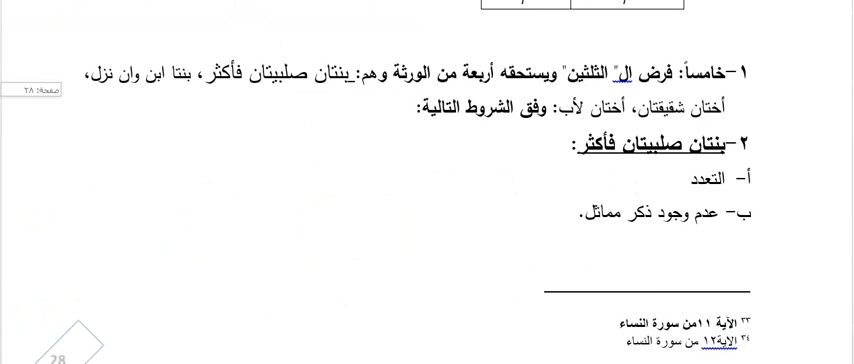 ١-خامساً: فرض ال" الثلثين" ويستحقه أربعة من الورثة وهم: بنتان صلبيتان فأكثر، بنتا ابن وان نزل،
أختان شقيقتان، أختان لأب: وفق الشروط التالية:
صفحة: ٢٨
٢-بنتان صلبيتان فأكثر:
أ- التعدد
ب- عدم وجود ذكر مماثل.
٣٣ الآية ١١من سورة النساء
٣٤ الاية١٢ من سورة النساء
28